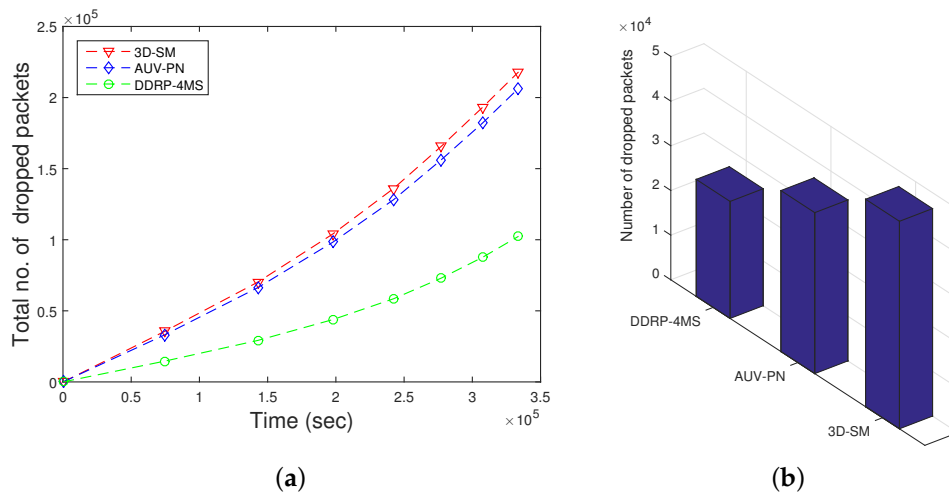 ×10^5
2.5
2
1.5
1
0.5
0
Total no. of dropped packets
3D-SM
AUV-PN
DDRP-4MS
0 0.5 1 1.5 2 2.5 3 3.5
×10^5
Time (sec)
(a)
×10^4
5
4
3
2
1
0
Number of dropped packets
DDRP-4MS
AUV-PN
3D-SM
(b)